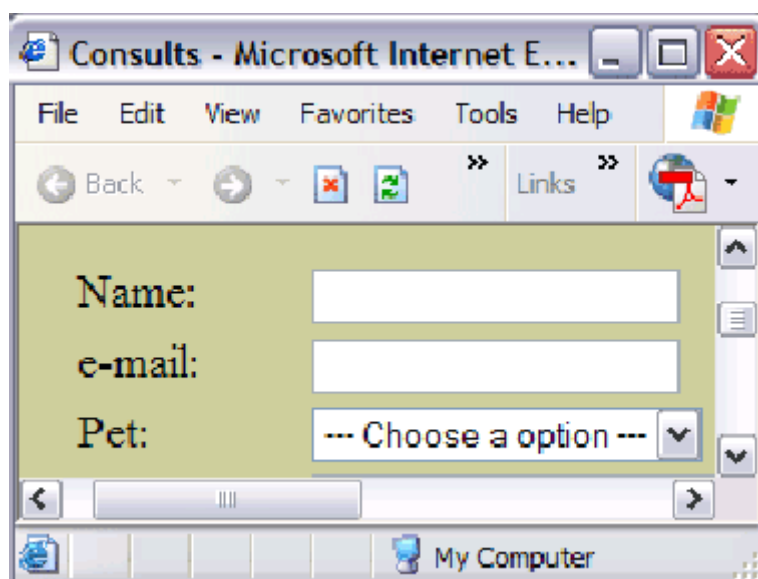 Consults - Microsoft Internet E...
File Edit View Favorites Tools Help
Back » Links »
Name:
e-mail:
Pet: --- Choose a option ---
My Computer